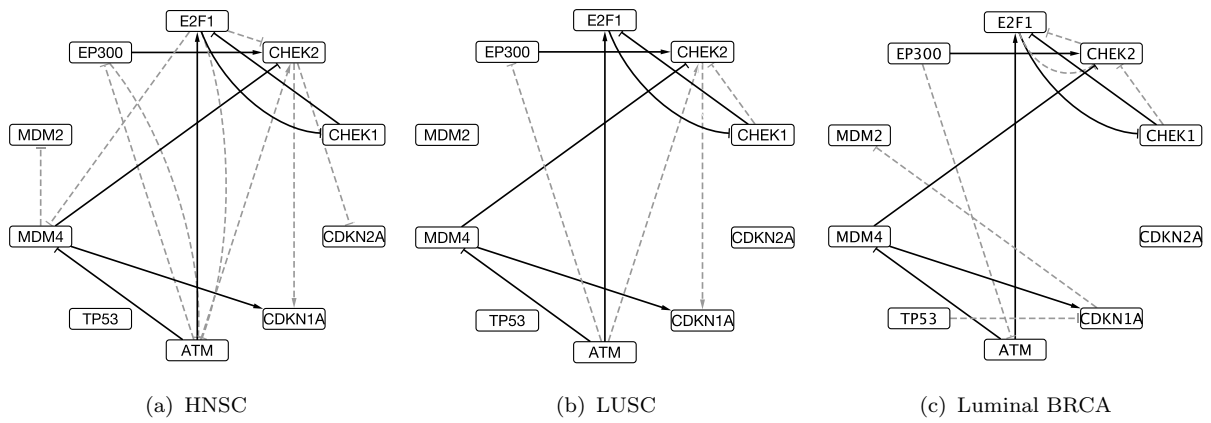 E2F1
EP300
CHEK2
MDM2
CHEK1
MDM4
CDKN2A
TP53
CDKN1A
ATM
(a) HNSC
E2F1
EP300
CHEK2
MDM2
CHEK1
MDM4
CDKN2A
TP53
CDKN1A
ATM
(b) LUSC
E2F1
EP300
CHEK2
MDM2
CHEK1
MDM4
CDKN2A
TP53
CDKN1A
ATM
(c) Luminal BRCA